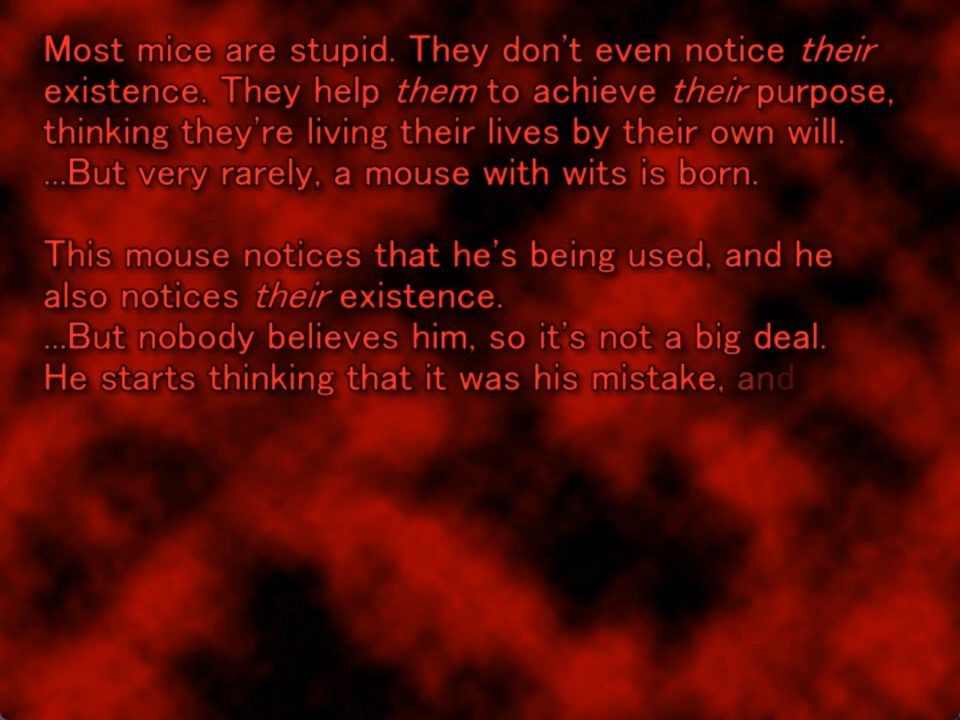 Most mice are stupid. They don't even notice their
existence. They help them to achieve their purpose,
thinking they're living their lives by their own will.
...But very rarely, a mouse with wits is born.
This mouse notices that he's being used, and he
also notices their existence.
...But nobody believes him, so it's not a big deal.
He starts thinking that it was his mistake, and